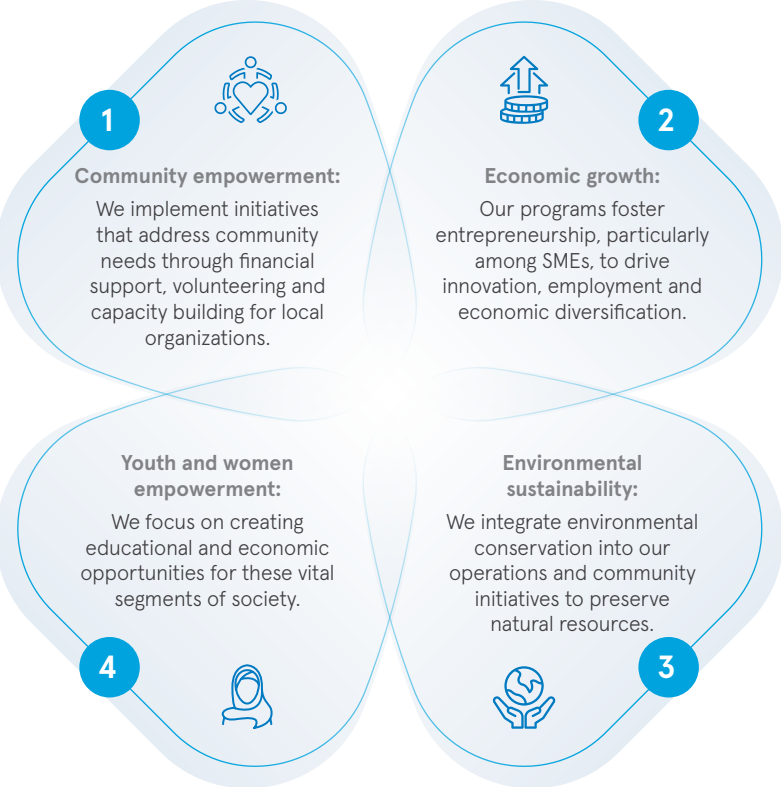 1
Community empowerment:
We implement initiatives
that address community
needs through financial
support, volunteering and
capacity building for local
organizations.
2
Economic growth:
Our programs foster
entrepreneurship, particularly
among SMEs, to drive
innovation, employment and
economic diversification.
Environmental
sustainability:
We integrate environmental
conservation into our
operations and community
initiatives to preserve
natural resources.
3
Youth and women
empowerment:
We focus on creating
educational and economic
opportunities for these vital
segments of society.
4